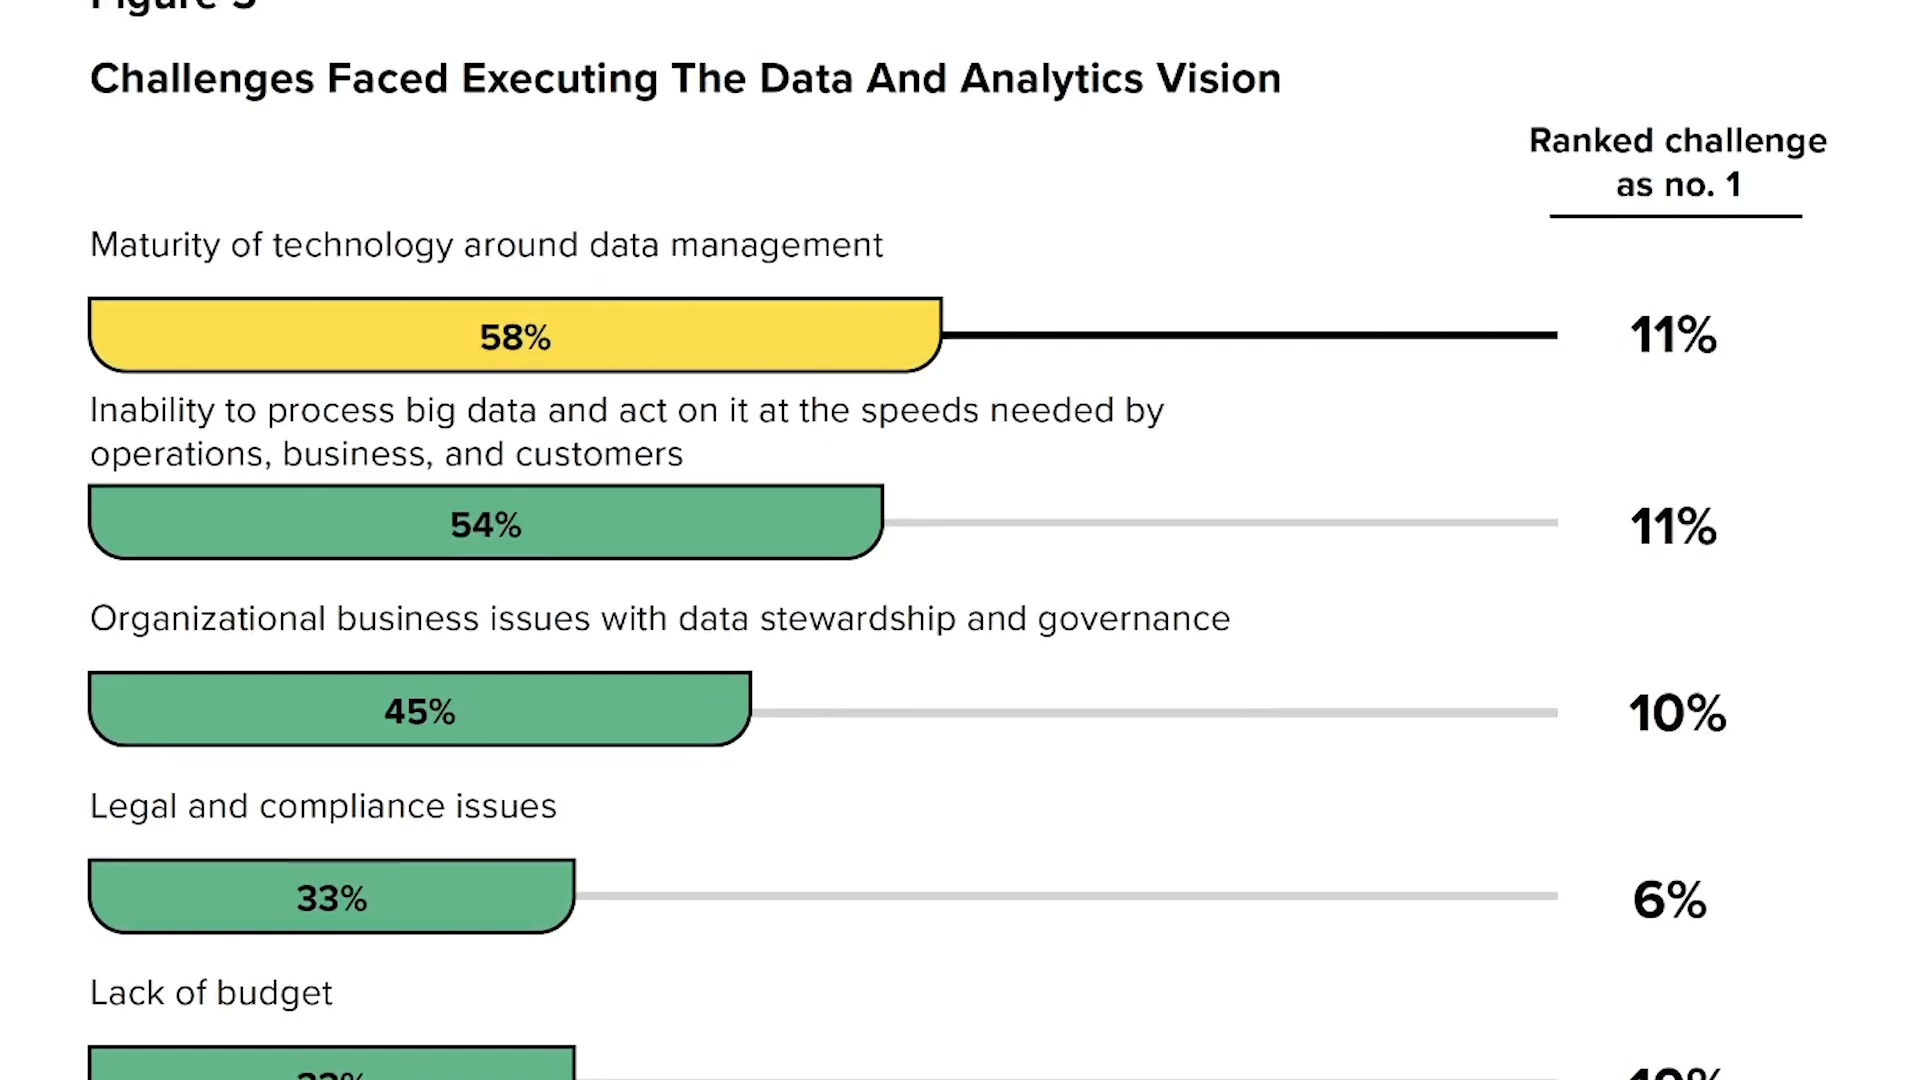 Figure 3
Challenges Faced Executing The Data And Analytics Vision
Ranked challenge
as no. 1
Maturity of technology around data management
58%
11%
Inability to process big data and act on it at the speeds needed by
operations, business, and customers
54%
11%
Organizational business issues with data stewardship and governance
45%
10%
Legal and compliance issues
33%
6%
Lack of budget